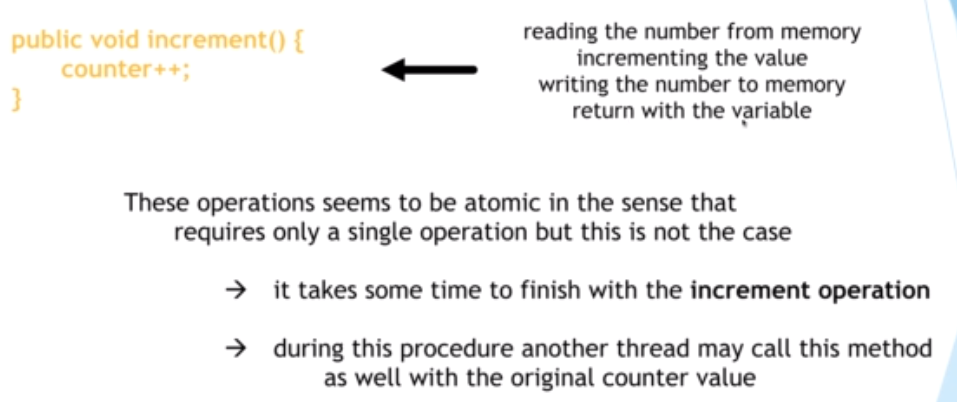 public void increment() {
counter++;
}
reading the number from memory
incrementing the value
writing the number to memory
return with the variable
These operations seems to be atomic in the sense that
requires only a single operation but this is not the case
→ it takes some time to finish with the increment operation
→ during this procedure another thread may call this method
as well with the original counter value